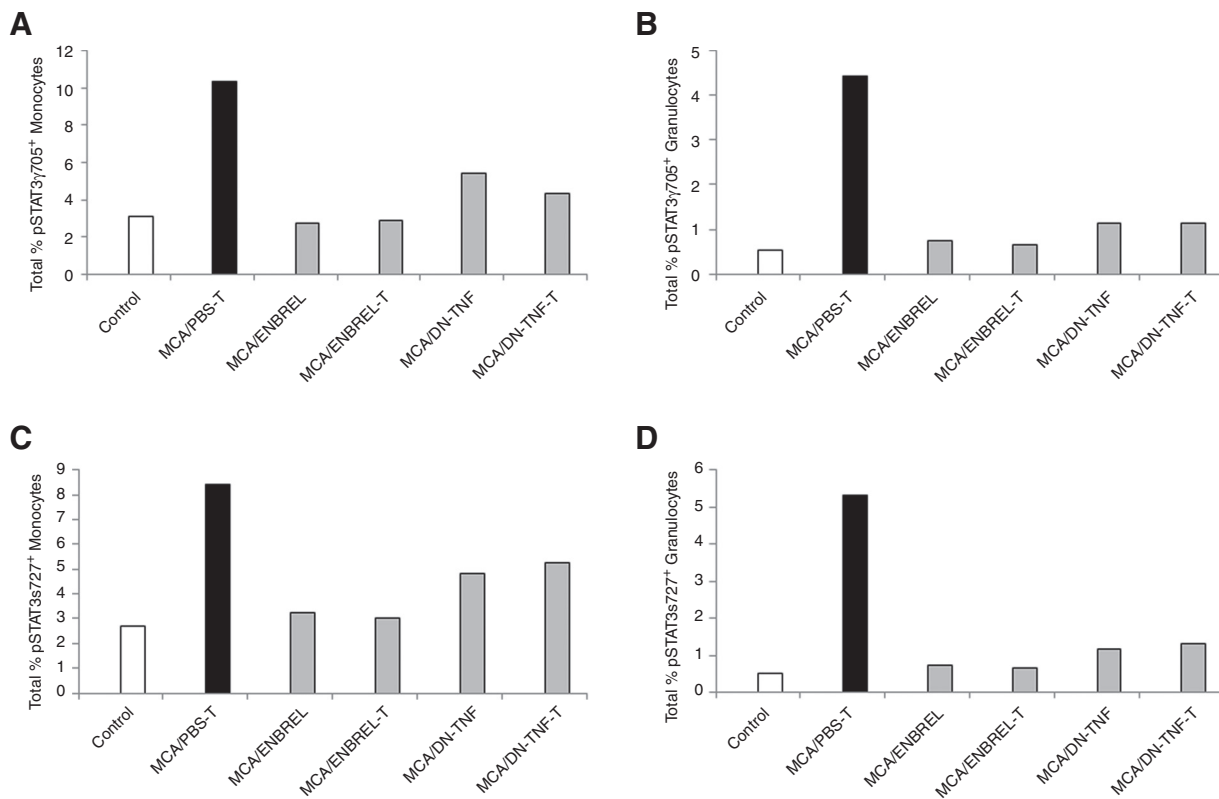 A
Total % pSTAT3γ705+ Monocytes
12
10
8
6
4
2
0
Control
MCA/PBS-T
MCA/ENBREL
MCA/ENBREL-T
MCA/DN-TNF
MCA/DN-TNF-T
B
Total % pSTAT3γ705+ Granulocytes
5
4
3
2
1
0
Control
MCA/PBS-T
MCA/ENBREL
MCA/ENBREL-T
MCA/DN-TNF
MCA/DN-TNF-T
C
Total % pSTAT3s727+ Monocytes
9
8
7
6
5
4
3
2
1
0
Control
MCA/PBS-T
MCA/ENBREL
MCA/ENBREL-T
MCA/DN-TNF
MCA/DN-TNF-T
D
Total % pSTAT3s727+ Granulocytes
6
5
4
3
2
1
0
Control
MCA/PBS-T
MCA/ENBREL
MCA/ENBREL-T
MCA/DN-TNF
MCA/DN-TNF-T